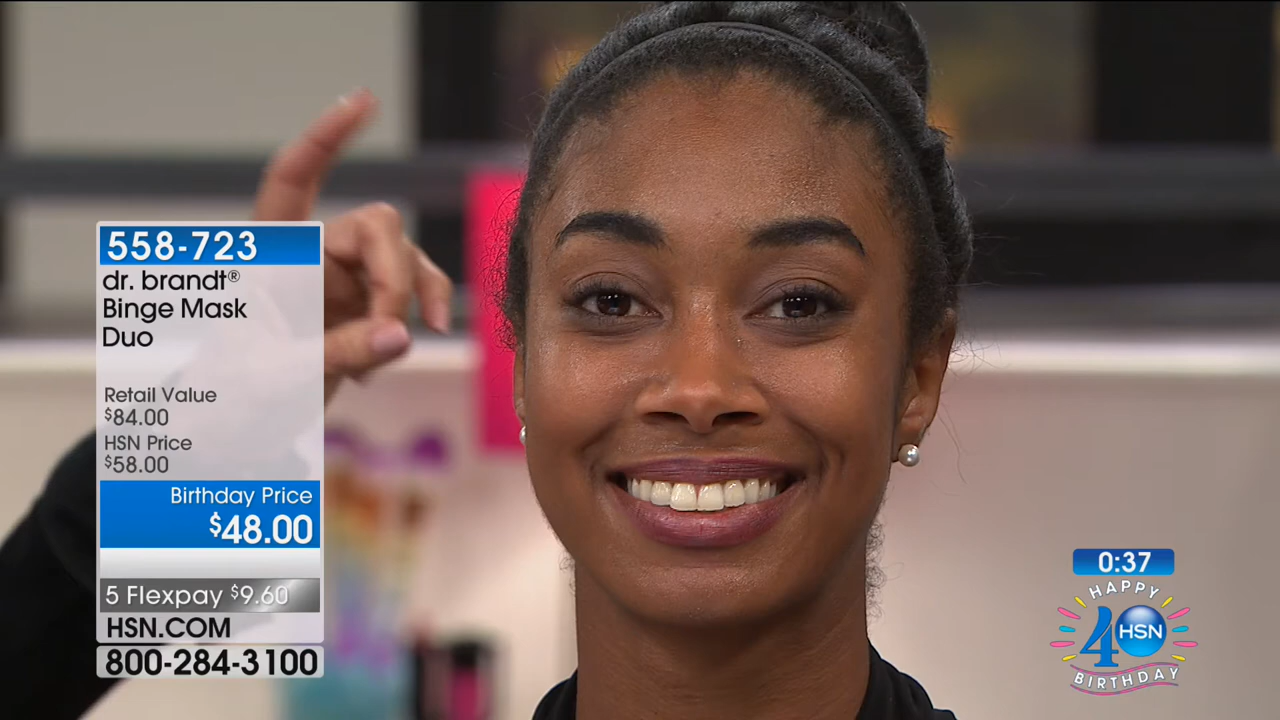 558-723
dr. brandt®
Binge Mask
Duo
Retail Value
$84.00
HSN Price
$58.00
Birthday Price
$48.00
5 Flexpay $9.60
HSN.COM
800-284-3100
0:37
HAPPY
40
HSN
BIRTHDAY